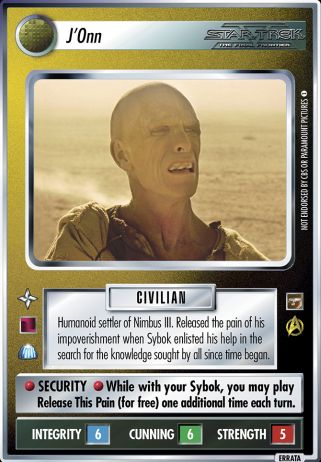 J'Onn
STAR TREK V
THE FINAL FRONTIER
NOT ENDORSED BY CBS OR PARAMOUNT PICTURES
CIVILIAN
Humanoid settler of Nimbus III. Released the pain of his
impoverishment when Sybok enlisted his help in the
search for the knowledge sought by all since time began.
SECURITY While with your Sybok, you may play
Release This Pain (for free) one additional time each turn.
INTEGRITY 6 CUNNING 6 STRENGTH 5
ERRATA